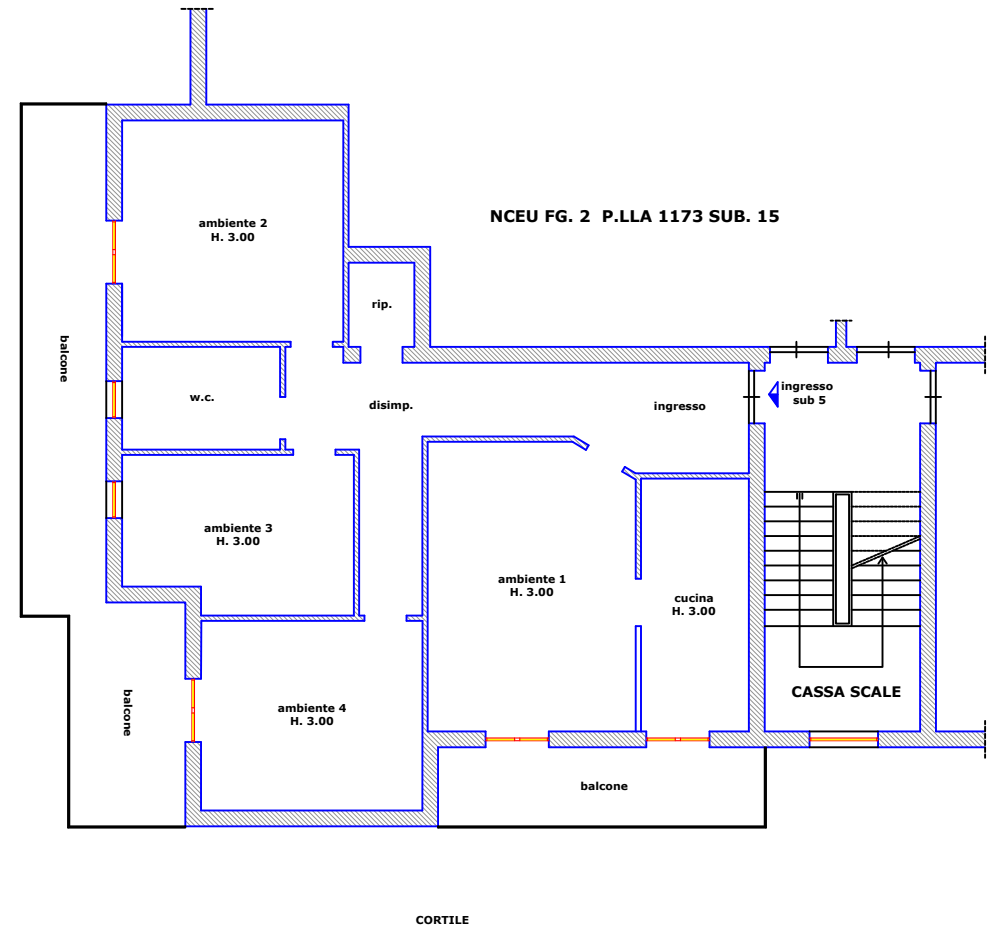 NCEU FG. 2 P.LLA 1173 SUB. 15
ambiente 2
H. 3.00
rip.
balcone
w.c.
disimp.
ingresso
ingresso
sub 5
ambiente 3
H. 3.00
ambiente 1
H. 3.00
cucina
H. 3.00
balcone
ambiente 4
H. 3.00
CASSA SCALE
balcone
CORTILE